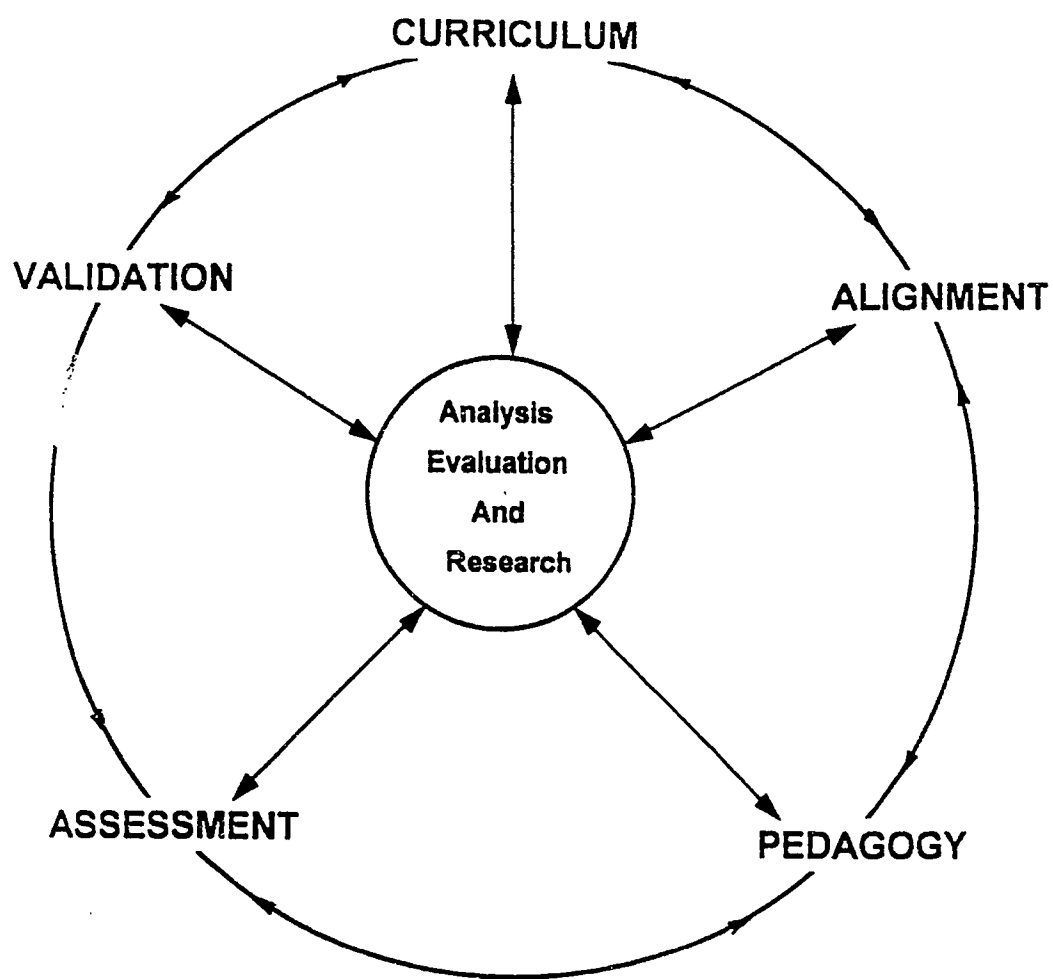 CURRICULUM
VALIDATION
ALIGNMENT
Analysis
Evaluation
And
Research
ASSESSMENT
PEDAGOGY